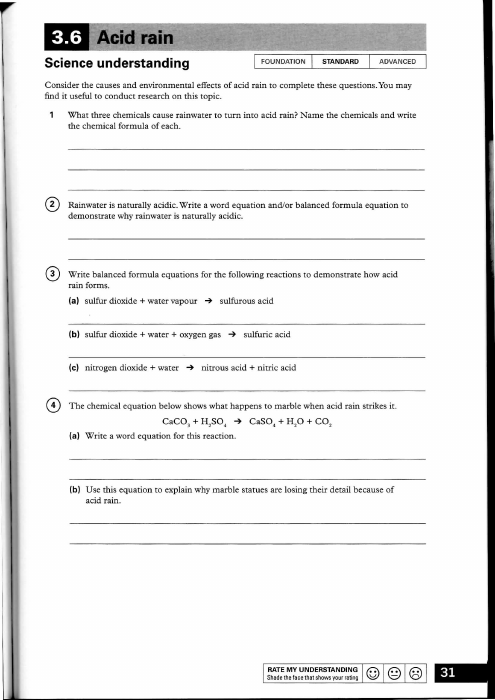 3.6 Acid rain
Science understanding
FOUNDATION STANDARD ADVANCED
Consider the causes and environmental effects of acid rain to complete these questions. You may
find it useful to conduct research on this topic.
1 What three chemicals cause rainwater to turn into acid rain? Name the chemicals and write
the chemical formula of each.
2 Rainwater is naturally acidic. Write a word equation and/or balanced formula equation to
demonstrate why rainwater is naturally acidic.
3 Write balanced formula equations for the following reactions to demonstrate how acid
rain forms.
(a) sulfur dioxide + water vapour → sulfurous acid
(b) sulfur dioxide + water + oxygen gas → sulfuric acid
(c) nitrogen dioxide + water → nitrous acid + nitric acid
4 The chemical equation below shows what happens to marble when acid rain strikes it.
CaCO₃ + H₂SO₄ → CaSO₄ + H₂O + CO₂
(a) Write a word equation for this reaction.
(b) Use this equation to explain why marble statues are losing their detail because of
acid rain.
RATE MY UNDERSTANDING
Shade the face that shows your rating
31